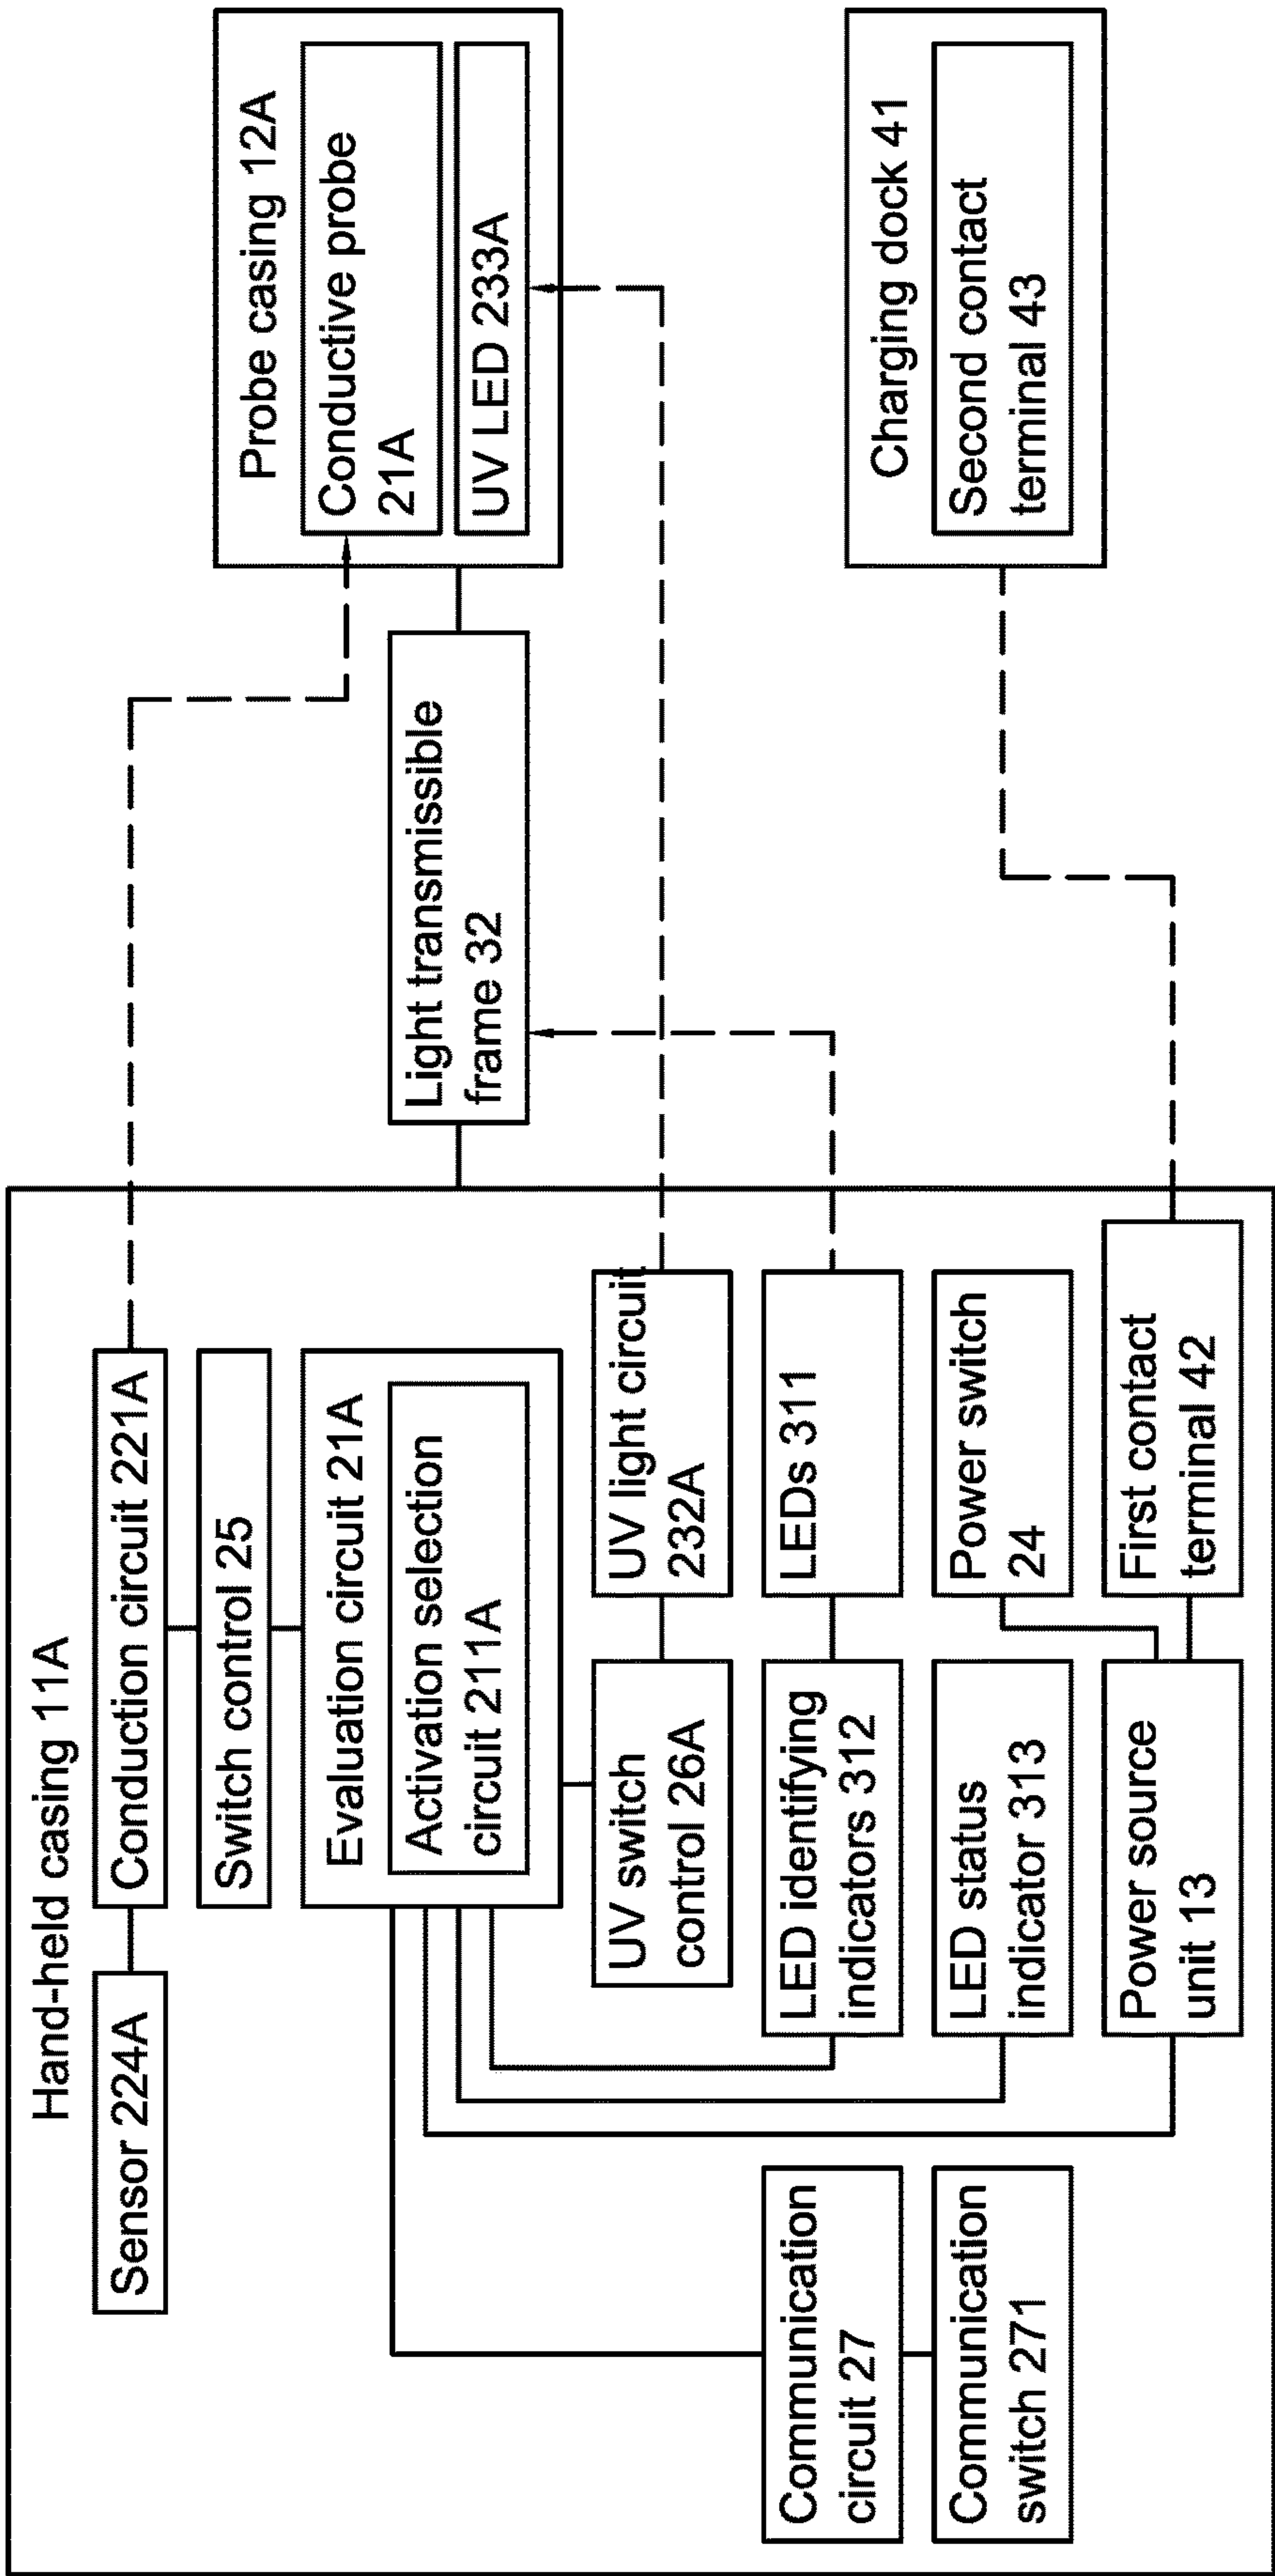 Hand-held casing 11A
Sensor 224A
Conduction circuit 221A
Switch control 25
Evaluation circuit 21A
Activation selection
circuit 211A
UV switch
control 26A
UV light circuit
232A
Communication
circuit 27
LED identifying
indicators 312
LEDs 311
Communication
switch 271
LED status
indicator 313
Power switch
24
Power source
unit 13
First contact
terminal 42
Light transmissible
frame 32
Probe casing 12A
Conductive probe
21A
UV LED 233A
Charging dock 41
Second contact
terminal 43